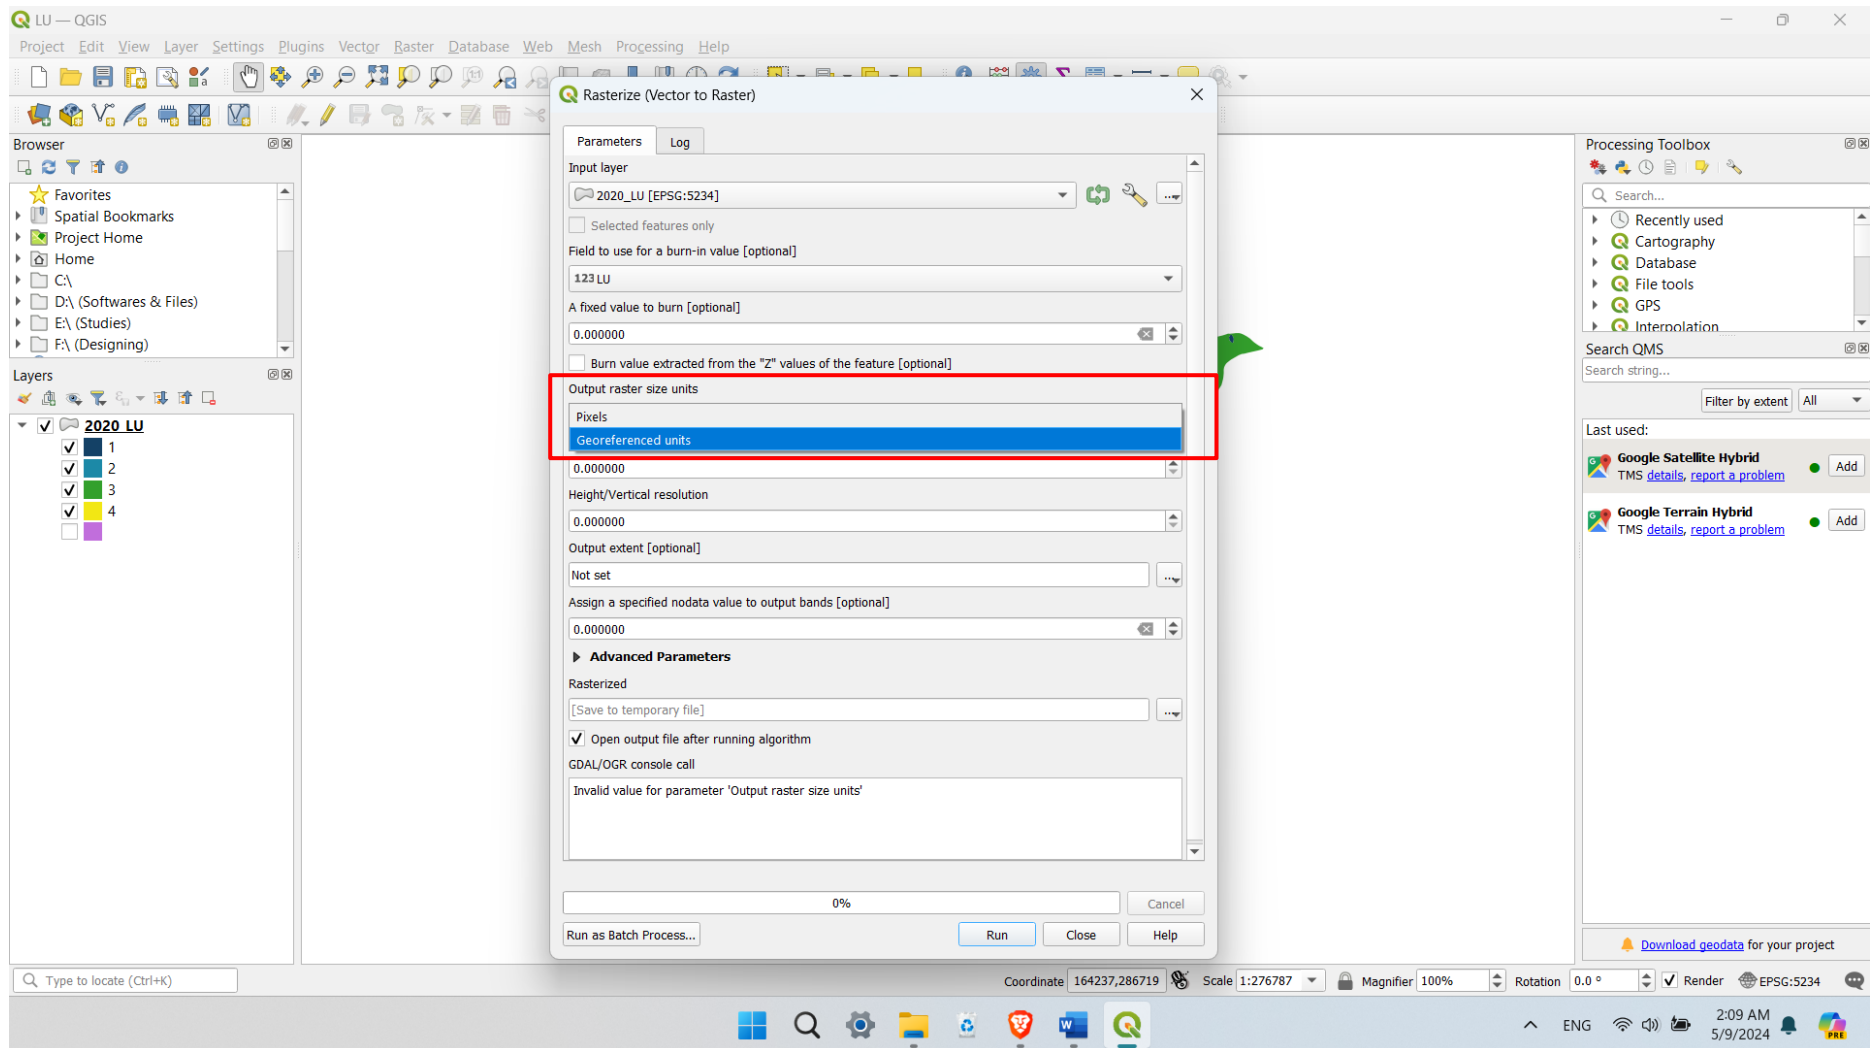 LU — QGIS
Project Edit View Layer Settings Plugins Vector Raster Database Web Mesh Processing Help
Rasterize (Vector to Raster)
Browser
Favorites
Spatial Bookmarks
Project Home
Home
C:\
D:\ (Softwares & Files)
E:\ (Studies)
F:\ (Designing)
Layers
2020 LU
1
2
3
4
Parameters
Log
Input layer
2020_LU [EPSG:5234]
Selected features only
Field to use for a burn-in value [optional]
123 LU
A fixed value to burn [optional]
0.000000
Burn value extracted from the "Z" values of the feature [optional]
Output raster size units
Pixels
Georeferenced units
0.000000
Height/Vertical resolution
0.000000
Output extent [optional]
Not set
Assign a specified nodata value to output bands [optional]
0.000000
Advanced Parameters
Rasterized
[Save to temporary file]
Open output file after running algorithm
GDAL/OGR console call
Invalid value for parameter 'Output raster size units'
0%
Cancel
Run as Batch Process...
Run
Close
Help
Processing Toolbox
Search...
Recently used
Cartography
Database
File tools
GPS
Interpolation
Search QMS
Search string...
Filter by extent
All
Last used:
Google Satellite Hybrid
TMS details, report a problem
Add
Google Terrain Hybrid
TMS details, report a problem
Add
Download geodata for your project
Type to locate (Ctrl+K)
Coordinate 164237,286719
Scale 1:276787
Magnifier 100%
Rotation 0.0 °
Render
EPSG:5234
ENG
2:09 AM
5/9/2024
PRE